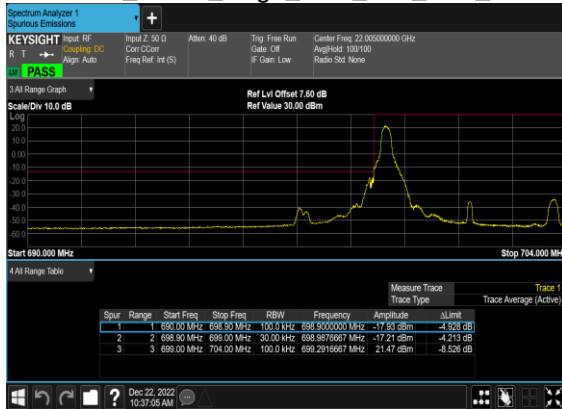 Spectrum Analyzer 1
Spurious Emissions
KEYSIGHT Input: RF Input Z: 50 Ω Atten: 40 dB Trig: Free Run Center Freq: 22.005000000 GHz
R T Coupling: DC Corr CCorr Gate: Off Avg|Hold: 100/100
Align: Auto Freq Ref: Int (S) IF Gain: Low Radio Std: None
PASS
3 All Range Graph Ref Lvl Offset 7.60 dB
Scale/Div 10.0 dB Ref Value 30.00 dBm
Log
20.0
10.0
0.00
-10.0
-20.0
-30.0
-40.0
-50.0
-60.0
Start 690.000 MHz Stop 704.000 MHz
4 All Range Table
Measure Trace Trace 1
Trace Type Trace Average (Active)
Spur Range Start Freq Stop Freq RBW Frequency Amplitude ΔLimit
1 1 690.00 MHz 698.90 MHz 100.0 kHz 698.9000000 MHz -17.93 dBm -4.928 dB
2 2 698.90 MHz 699.00 MHz 30.00 kHz 698.9876667 MHz -17.21 dBm -4.213 dB
3 3 699.00 MHz 704.00 MHz 100.0 kHz 699.2916667 MHz 21.47 dBm -8.526 dB
? Dec 22, 2022
10:37:05 AM